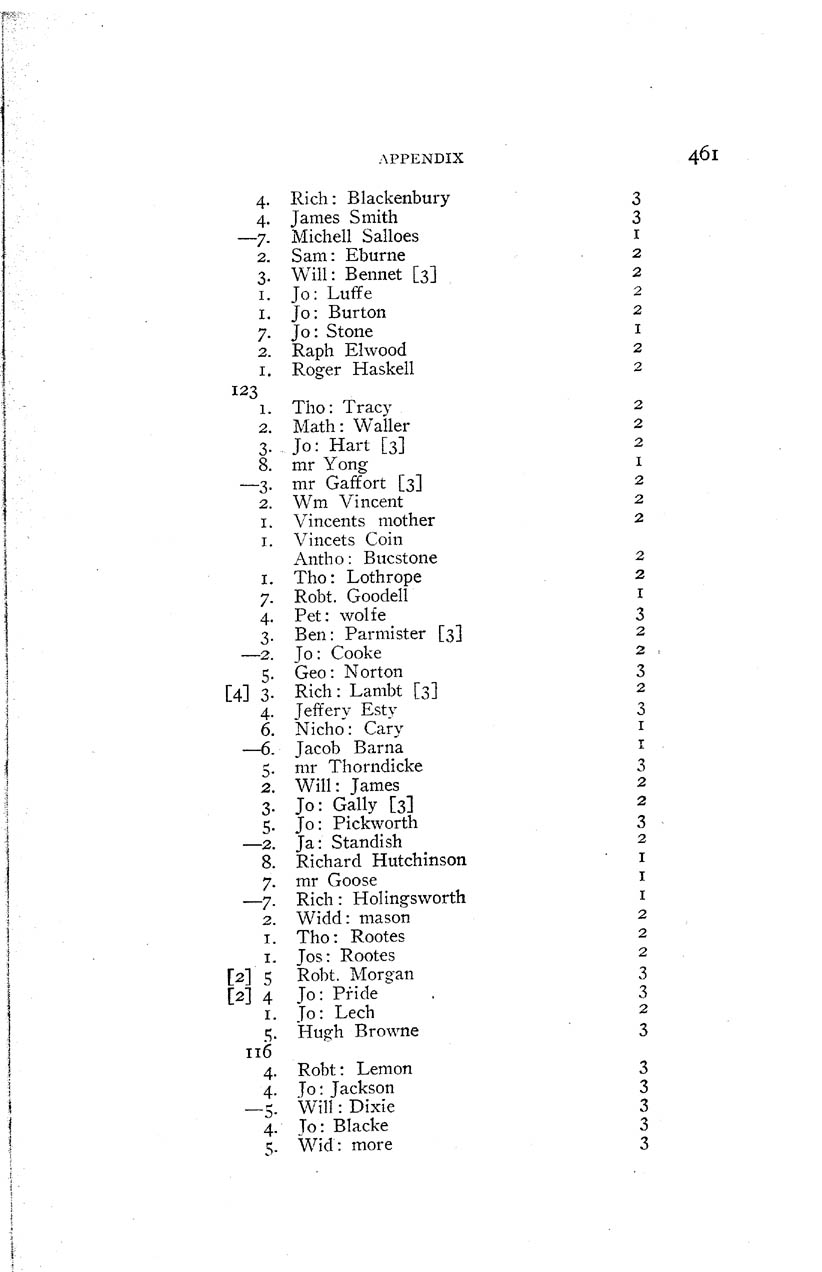 APPENDIX 461
4. Rich: Blackenbury 3
4. James Smith 3
—7. Michell Salloes 1
2. Sam: Eburne 2
3. Will: Bennet [3] 2
1. Jo: Luffe 2
1. Jo: Burton 2
7. Jo: Stone 1
2. Raph Elwood 2
1. Roger Haskell 2
123
1. Tho: Tracy 2
2. Math: Waller 2
3. Jo: Hart [3] 2
8. mr Yong 1
—3. mr Gaffort [3] 2
2. Wm Vincent 2
1. Vincents mother 2
1. Vincets Coin
Antho: Bucstone 2
1. Tho: Lothrope 2
7. Robt. Goodell 1
4. Pet: wolfe 3
3. Ben: Parmister [3] 2
—2. Jo: Cooke 2
5. Geo: Norton 3
[4] 3. Rich: Lambt [3] 2
4. Jeffery Esty 3
6. Nicho: Cary 1
—6. Jacob Barna 1
5. mr Thorndicke 3
2. Will: James 2
3. Jo: Gally [3] 2
5. Jo: Pickworth 3
—2. Ja: Standish 2
8. Richard Hutchinson 1
7. mr Goose 1
—7. Rich: Holingsworth 1
2. Widd: mason 2
1. Tho: Rootes 2
1. Jos: Rootes 2
[2] 5 Robt. Morgan 3
[2] 4 Jo: Pride 3
1. Jo: Lech 2
5. Hugh Browne 3
116
4. Robt: Lemon 3
4. Jo: Jackson 3
—5. Will: Dixie 3
4. Jo: Blacke 3
5. Wid: more 3